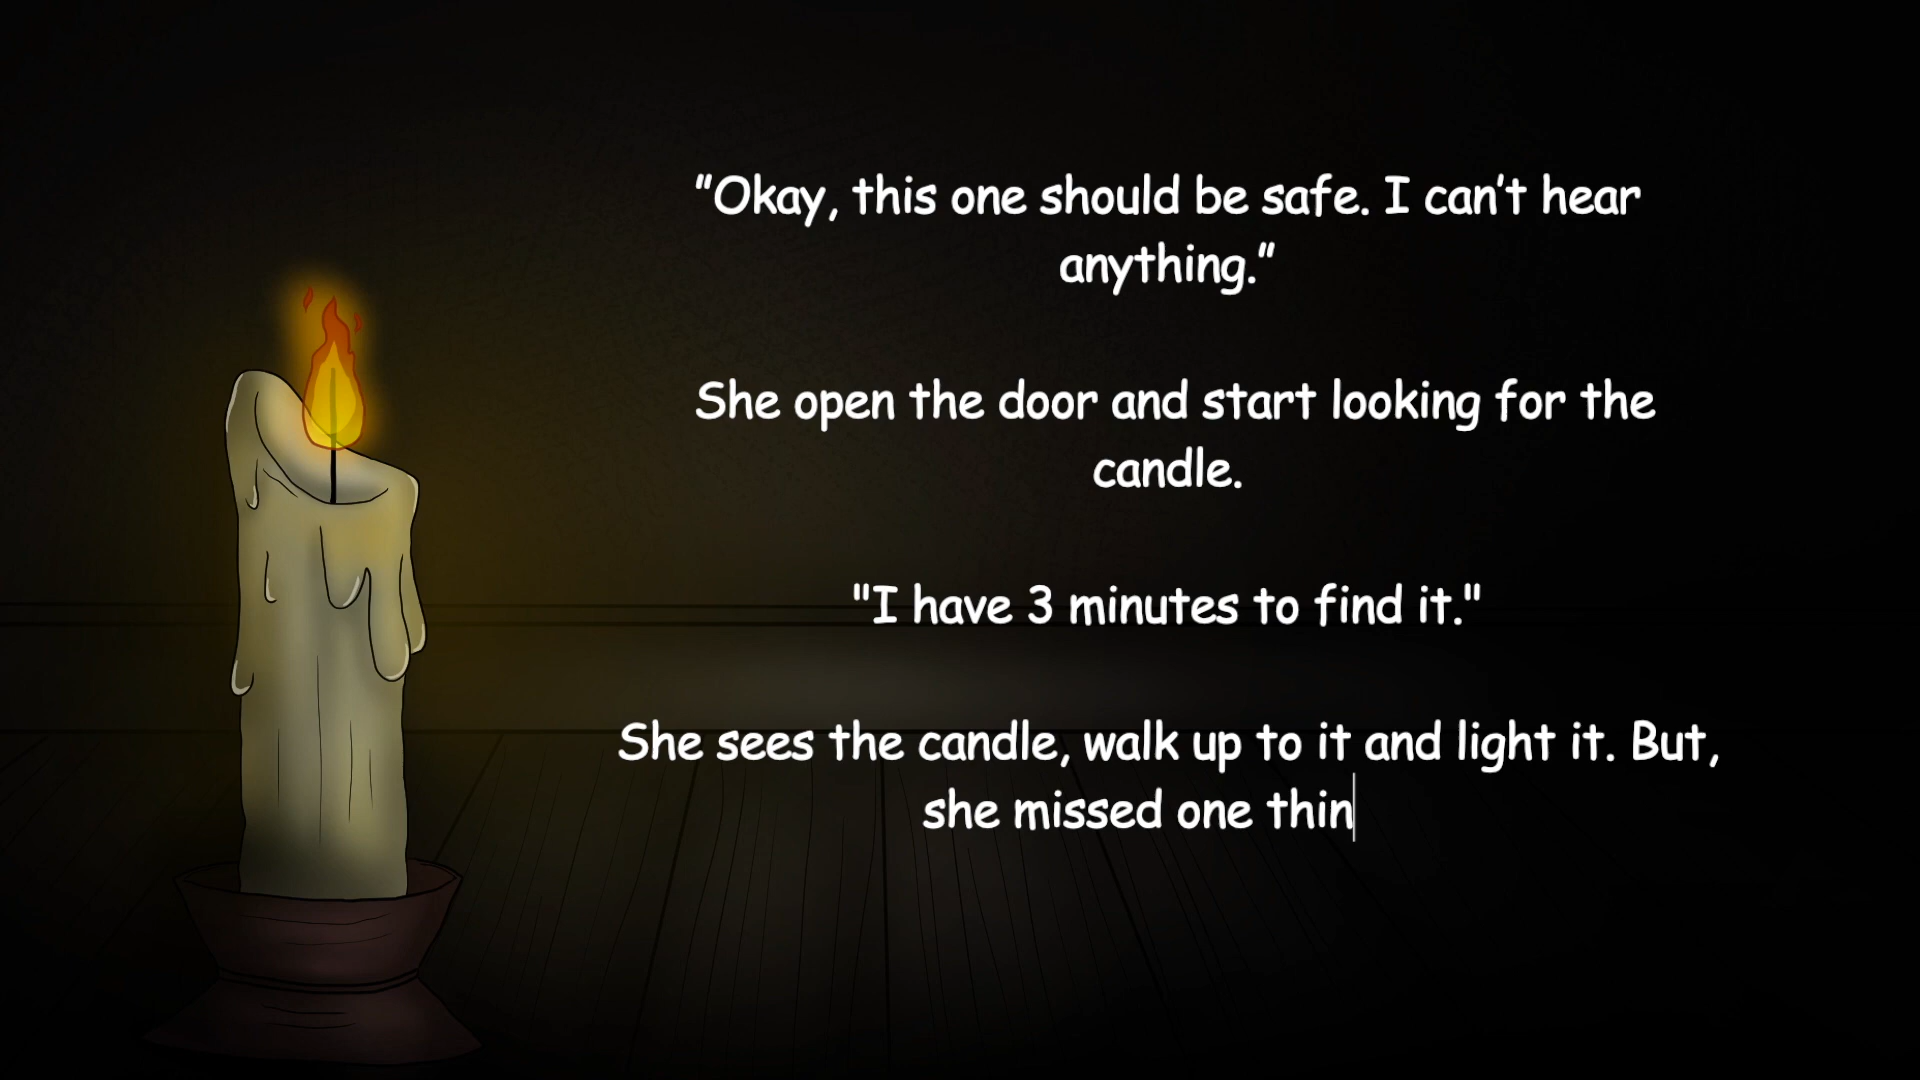 "Okay, this one should be safe. I can't hear
anything."
She open the door and start looking for the
candle.
"I have 3 minutes to find it."
She sees the candle, walk up to it and light it. But,
she missed one thin